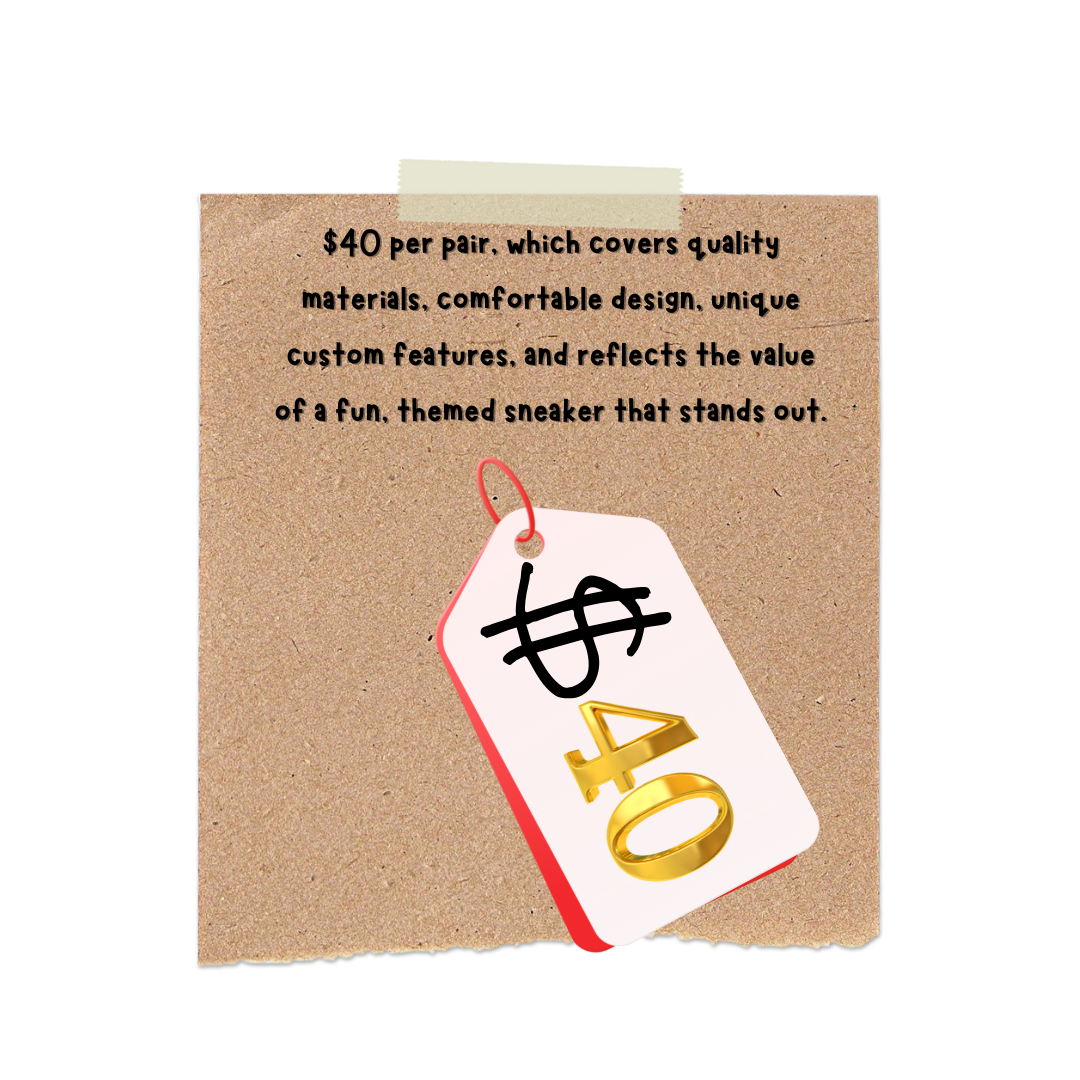 $40 per pair, which covers quality
materials, comfortable design, unique
custom features, and reflects the value
of a fun, themed sneaker that stands out.
$
40